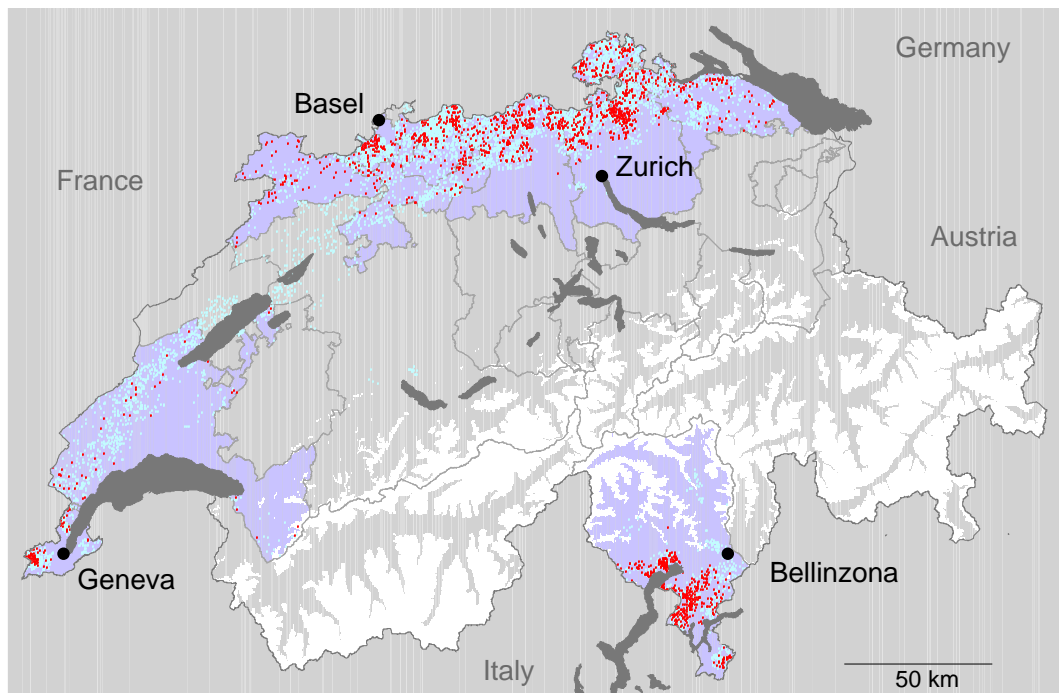 Germany
Basel
Zurich
France
Austria
Geneva
Bellinzona
Italy
50 km